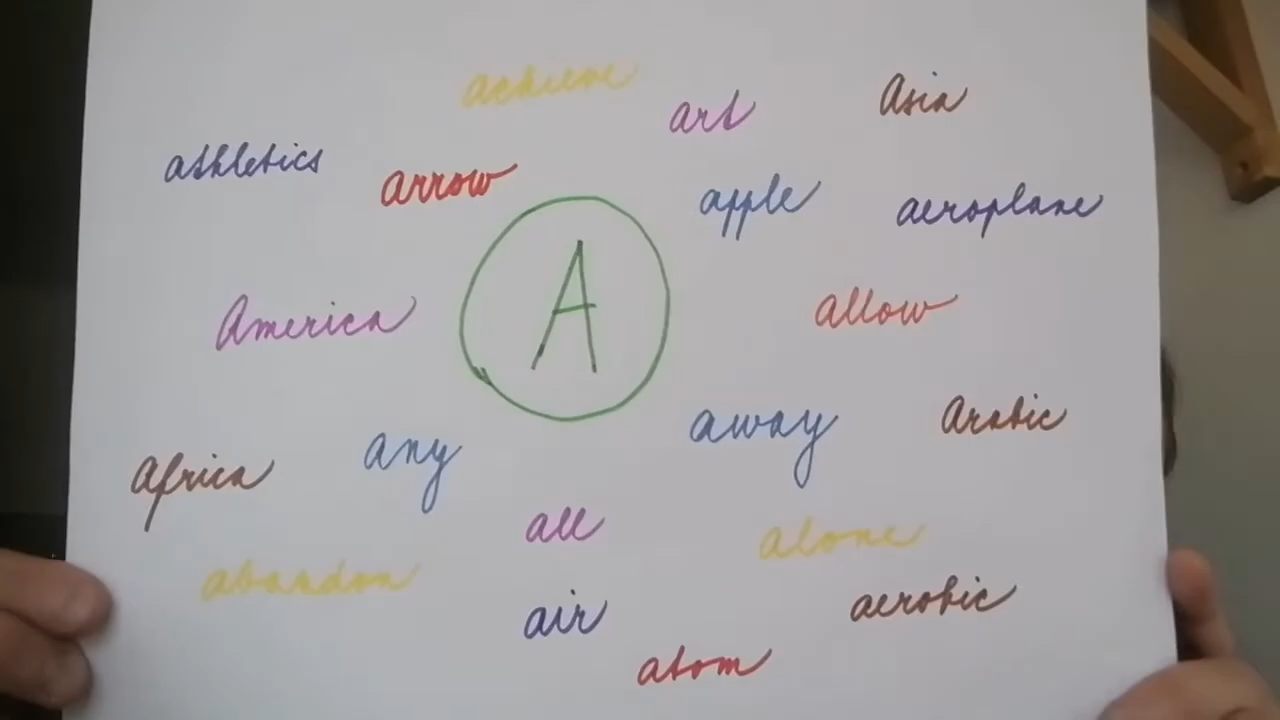 achieve
art
Asia
athletics
arrow
apple
aeroplane
A
America
allow
away
Arabic
any
Africa
all
alone
abandon
air
aerobic
atom